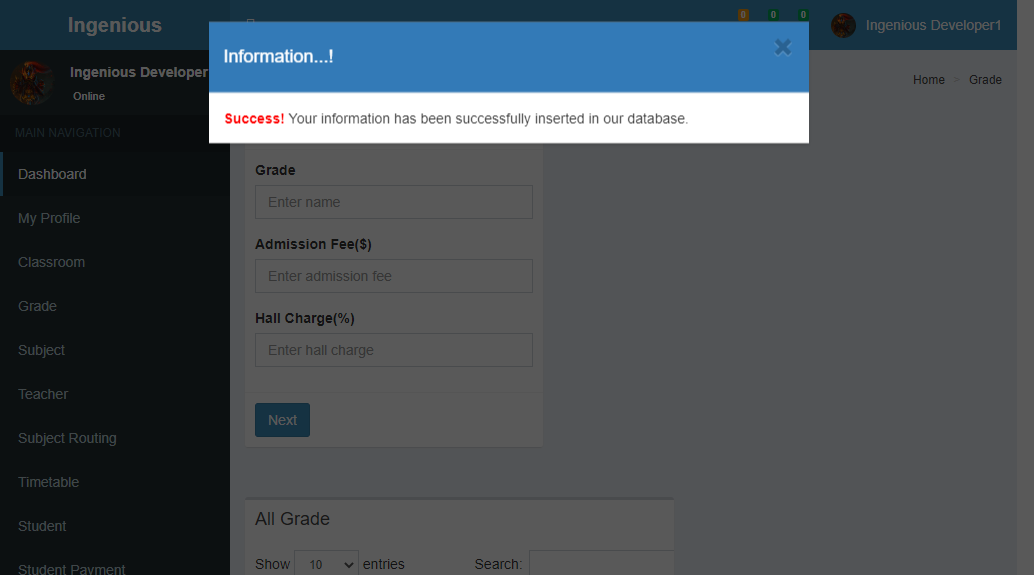 Ingenious
0 0 0
Ingenious Developer1
Information...!
×
Ingenious Developer
Online
Home > Grade
Success! Your information has been successfully inserted in our database.
MAIN NAVIGATION
Dashboard
My Profile
Classroom
Grade
Subject
Teacher
Subject Routing
Timetable
Student
Student Payment
Grade
Enter name
Admission Fee($)
Enter admission fee
Hall Charge(%)
Enter hall charge
Next
All Grade
Show 10 entries
Search: